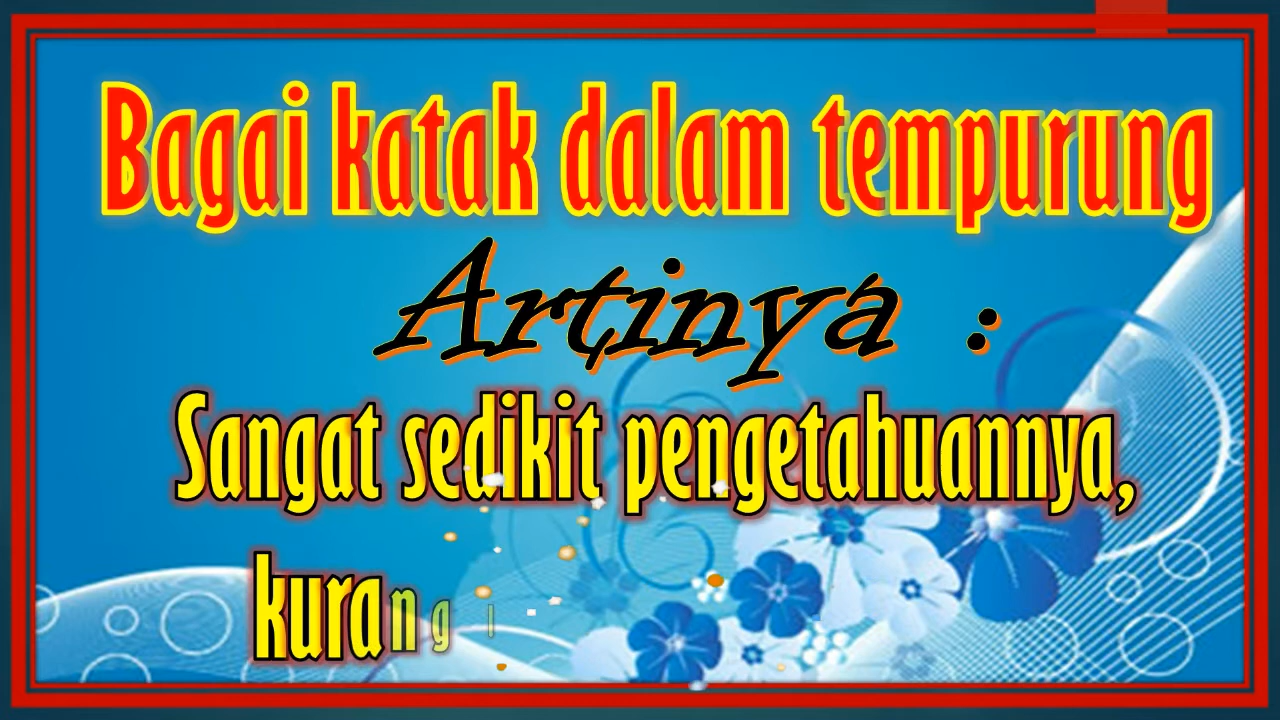 Bagai katak dalam tempurung
Artinya :
Sangat sedikit pengetahuannya,
kurang